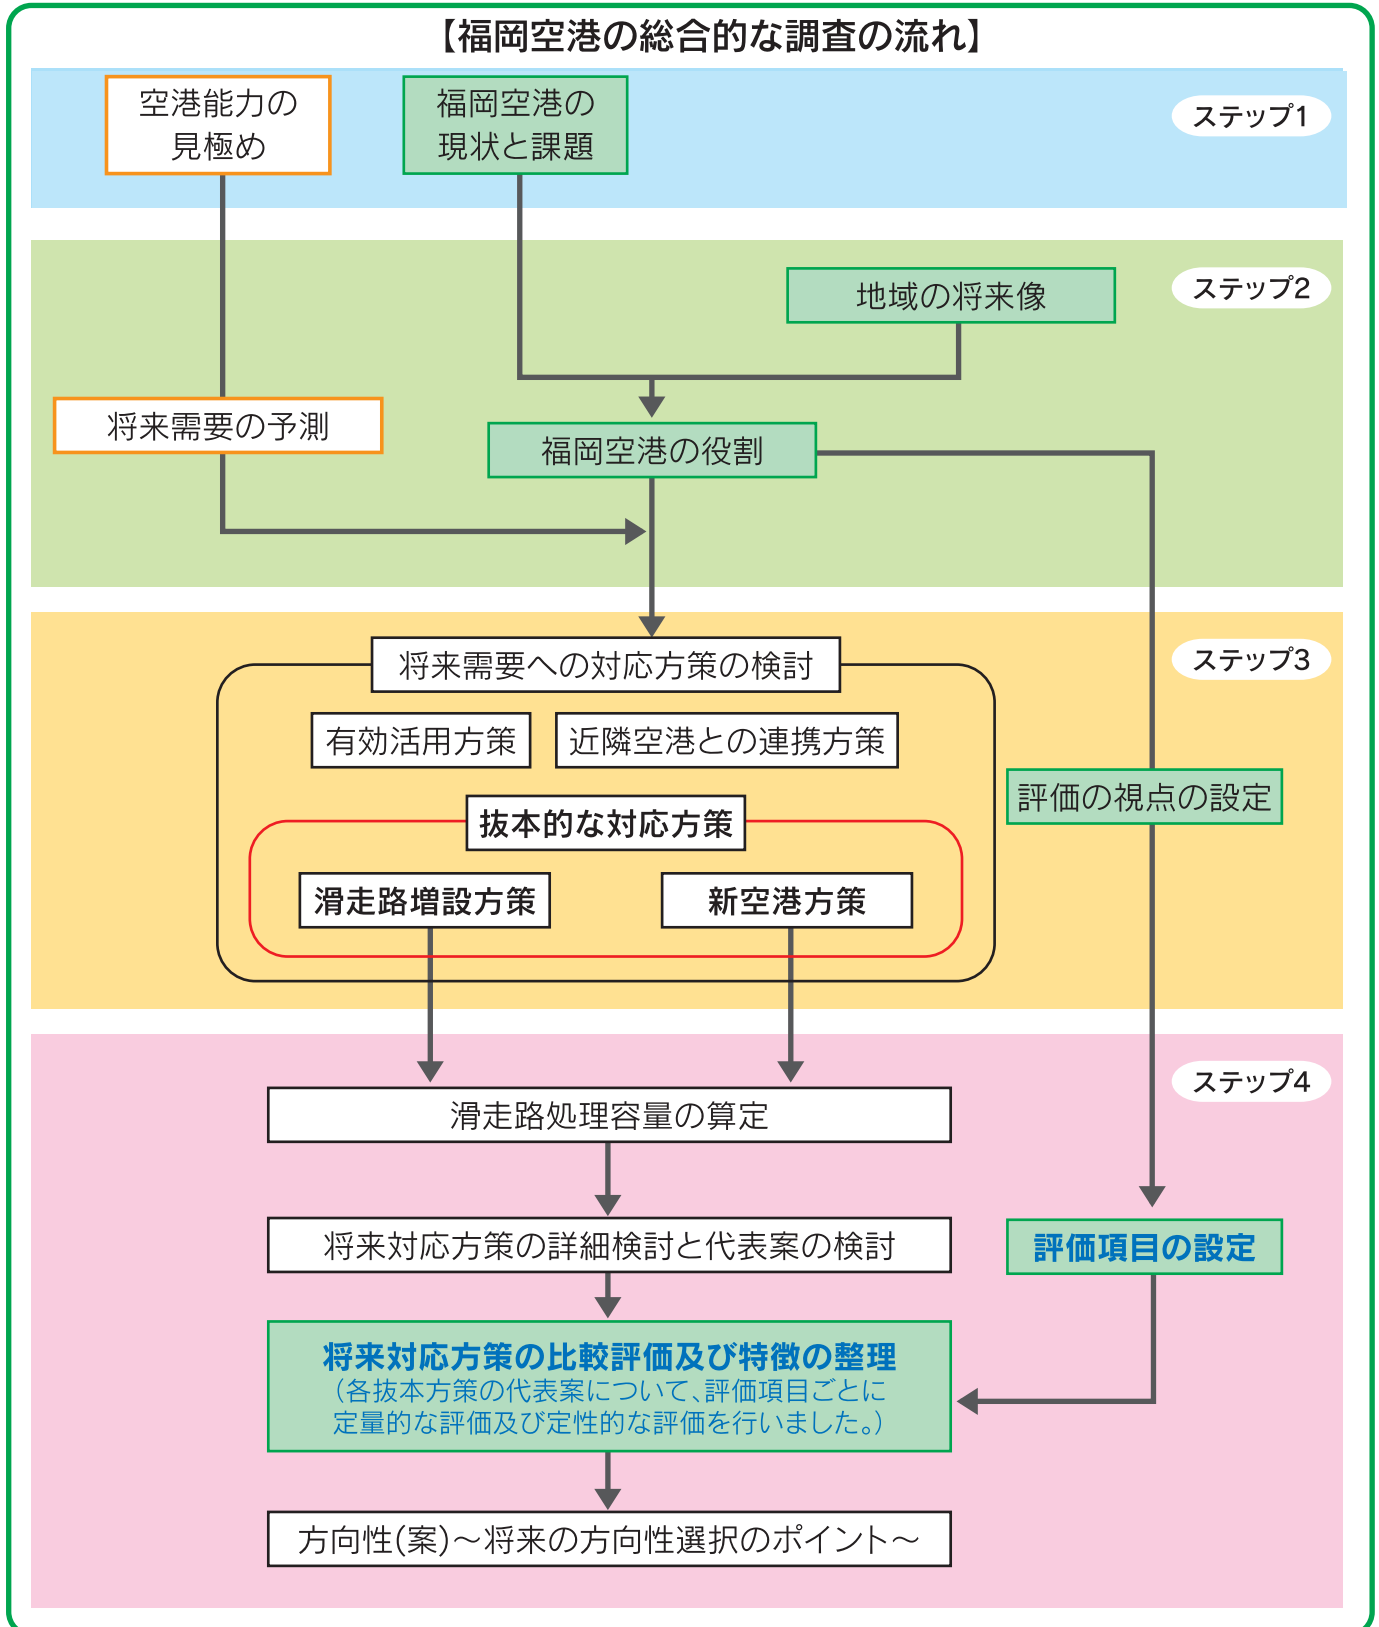 【福岡空港の総合的な調査の流れ】
ステップ1
空港能力の
見極め
福岡空港の
現状と課題
ステップ2
地域の将来像
将来需要の予測
福岡空港の役割
ステップ3
将来需要への対応方策の検討
有効活用方策
近隣空港との連携方策
評価の視点の設定
抜本的な対応方策
滑走路増設方策
新空港方策
ステップ4
滑走路処理容量の算定
将来対応方策の詳細検討と代表案の検討
評価項目の設定
将来対応方策の比較評価及び特徴の整理
（各抜本方策の代表案について、評価項目ごとに
定量的な評価及び定性的な評価を行いました。）
方向性(案)～将来の方向性選択のポイント～